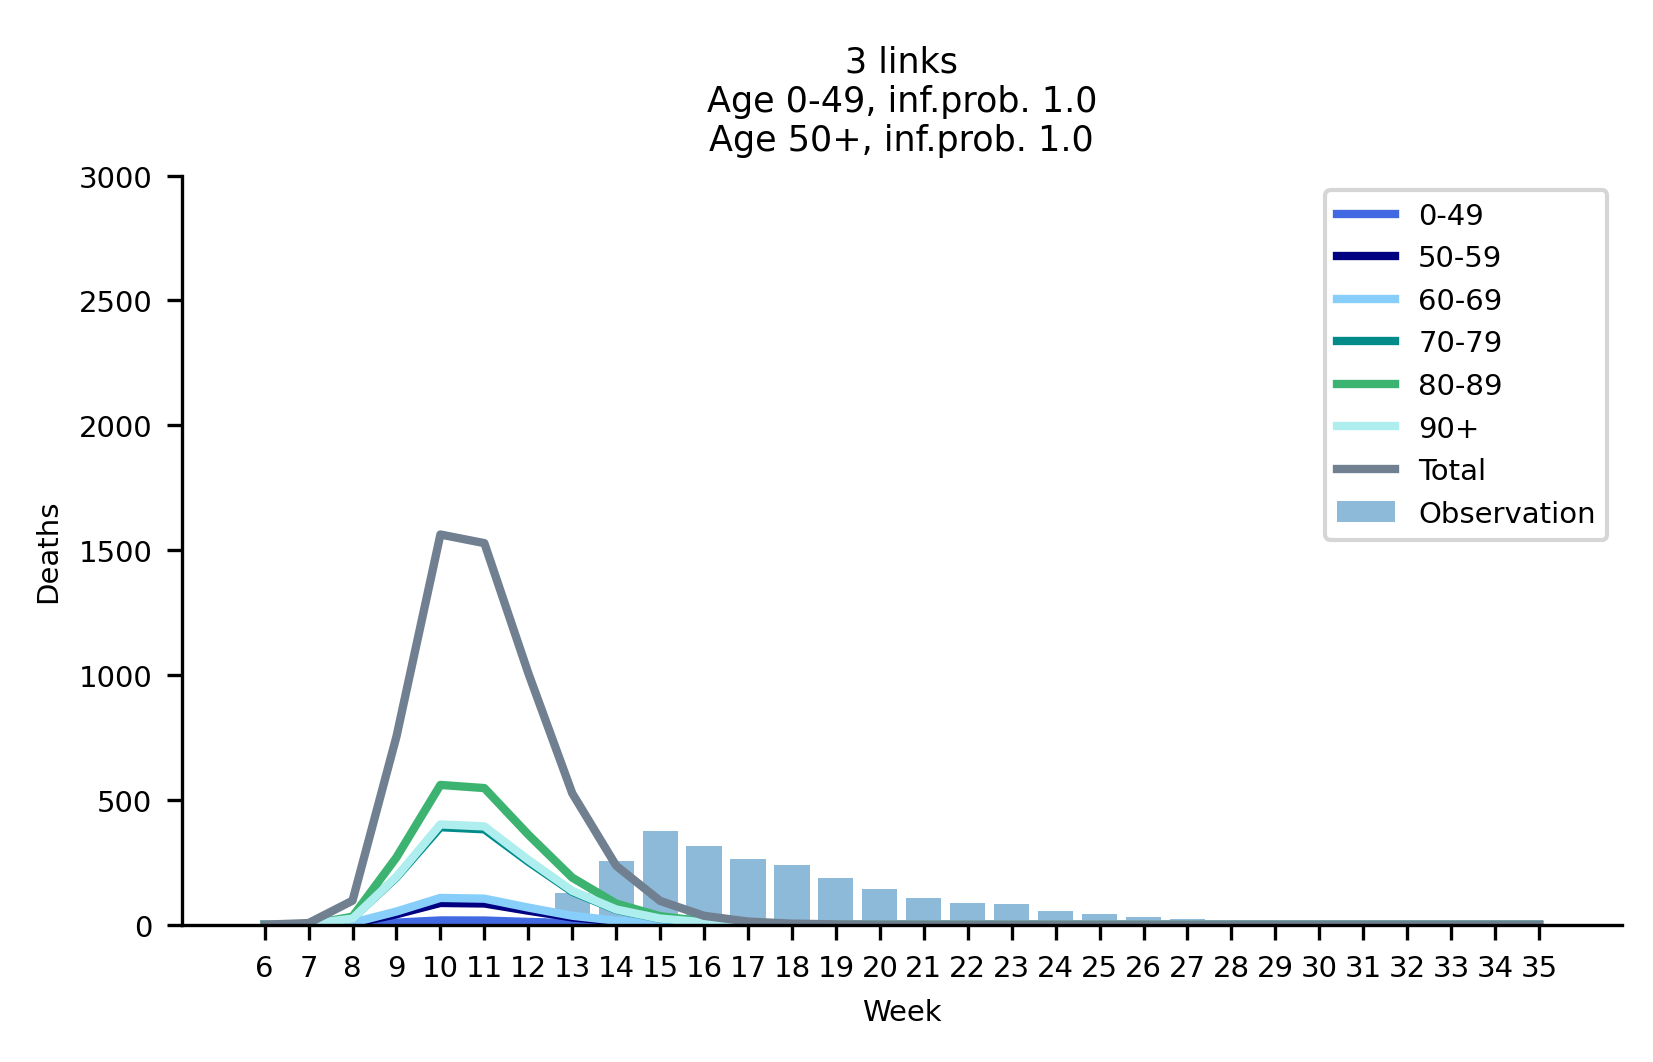 3 links
Age 0-49, inf.prob. 1.0
Age 50+, inf.prob. 1.0
3000
2500
2000
1500
1000
500
0
Deaths
0-49
50-59
60-69
70-79
80-89
90+
Total
Observation
6 7 8 9 10 11 12 13 14 15 16 17 18 19 20 21 22 23 24 25 26 27 28 29 30 31 32 33 34 35
Week